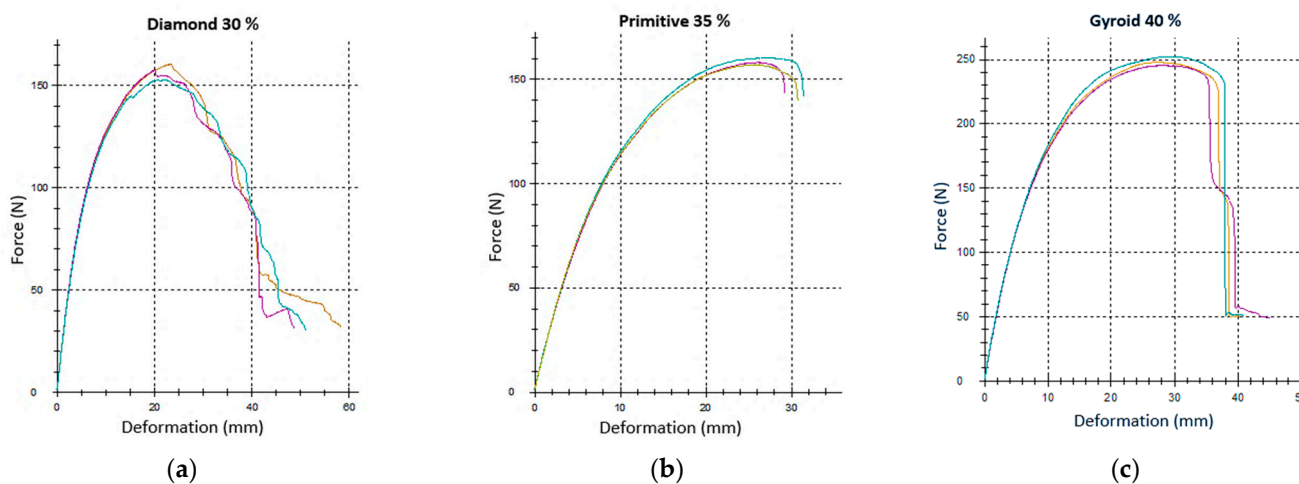 Diamond 30 %
Force (N)
150
100
50
0
0 20 40 60
Deformation (mm)
(a)
Primitive 35 %
Force (N)
150
100
50
0
0 10 20 30
Deformation (mm)
(b)
Gyroid 40 %
Force (N)
250
200
150
100
50
0
0 10 20 30 40 50
Deformation (mm)
(c)